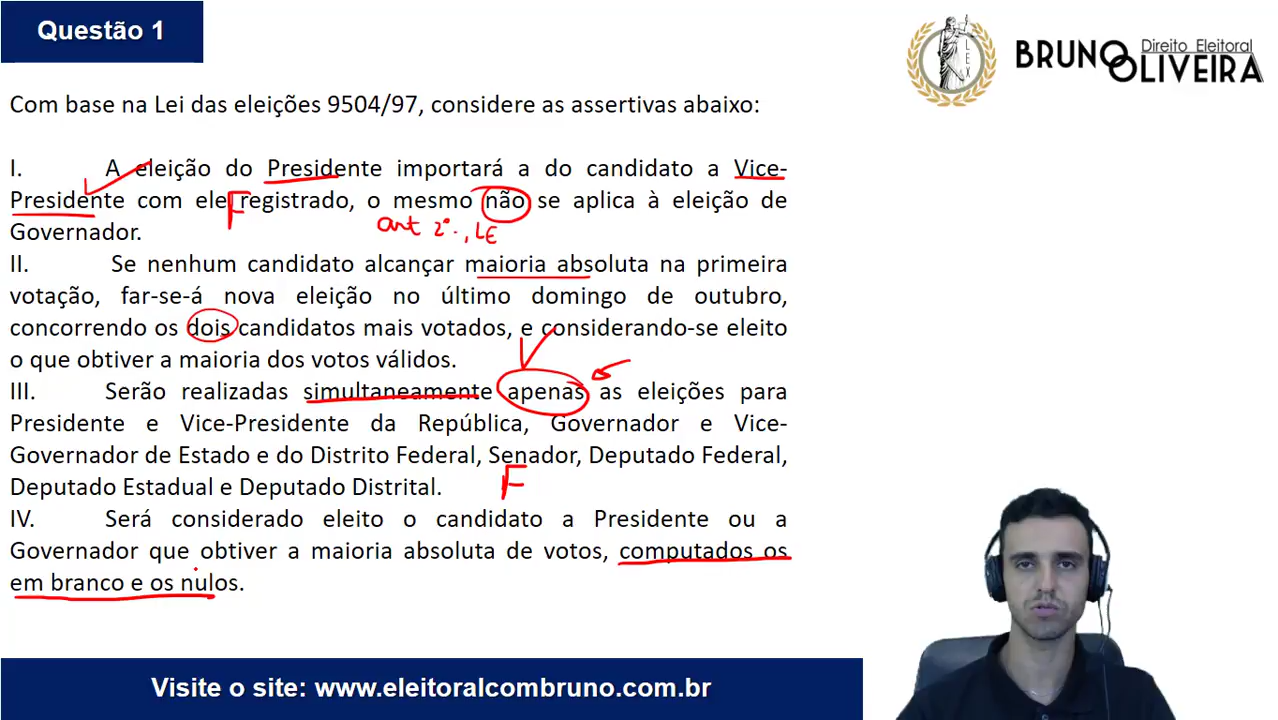 Questão 1
LEX
BRUNO OLIVEIRA
Direito Eleitoral
Com base na Lei das eleições 9504/97, considere as assertivas abaixo:
I. A eleição do Presidente importará a do candidato a Vice-
Presidente com ele registrado, o mesmo não se aplica à eleição de
F
art 2º., LE
Governador.
II. Se nenhum candidato alcançar maioria absoluta na primeira
votação, far-se-á nova eleição no último domingo de outubro,
concorrendo os dois candidatos mais votados, e considerando-se eleito
o que obtiver a maioria dos votos válidos.
III. Serão realizadas simultaneamente apenas as eleições para
Presidente e Vice-Presidente da República, Governador e Vice-
Governador de Estado e do Distrito Federal, Senador, Deputado Federal,
Deputado Estadual e Deputado Distrital.
F
IV. Será considerado eleito o candidato a Presidente ou a
Governador que obtiver a maioria absoluta de votos, computados os
em branco e os nulos.
Visite o site: www.eleitoralcombruno.com.br